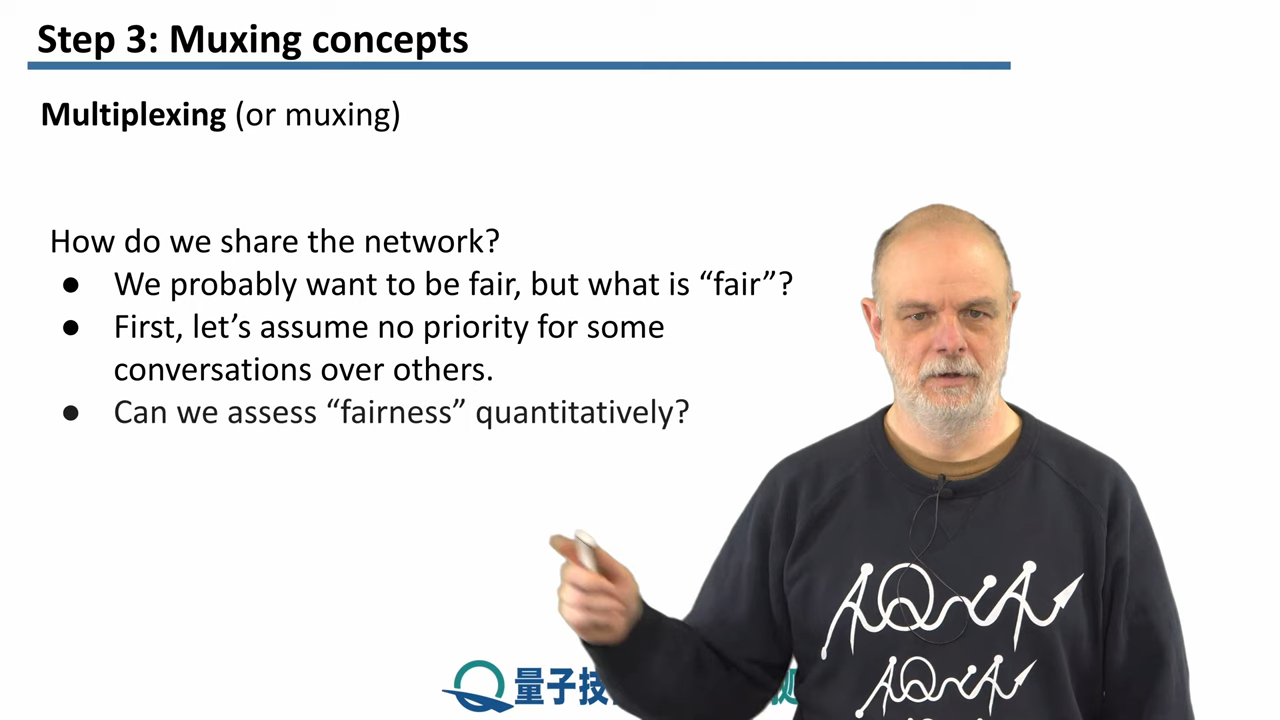 Step 3: Muxing concepts
Multiplexing (or muxing)
How do we share the network?
● We probably want to be fair, but what is “fair”?
● First, let’s assume no priority for some
conversations over others.
● Can we assess “fairness” quantitatively?
AQUA
AQUA
量子技